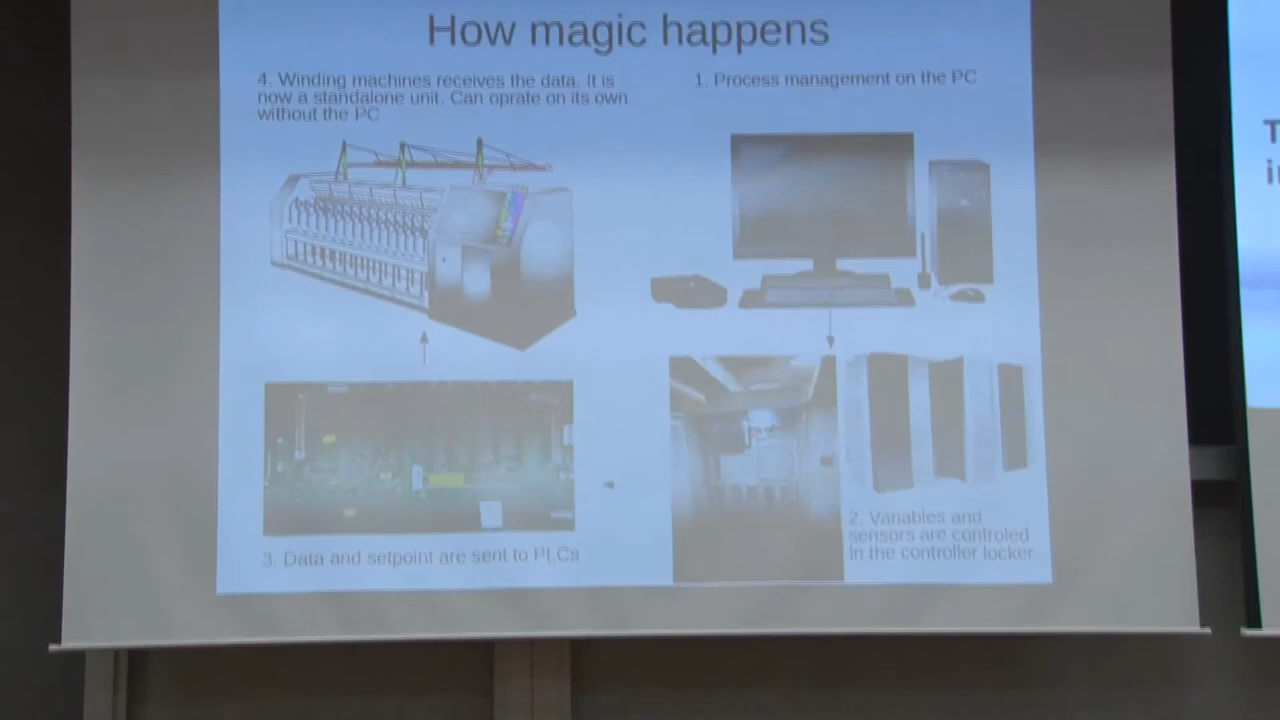 How magic happens
4. Winding machines receives the data. It is
now a standalone unit. Can oprate on its own
without the PC
1. Process management on the PC
2. Variables and
sensors are controled
in the controller locker
3. Data and setpoint are sent to PLCs